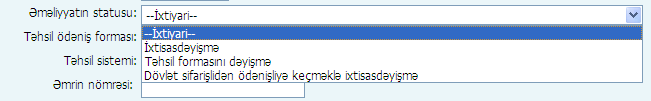 Əməliyyatın statusu: --İxtiyari--
Təhsil ödəniş forması: --İxtiyari--
İxtisasdəyişmə
Təhsil sistemi: Təhsil formasını dəyişmə
Dövlət sifarişlidən ödənişliyə keçməklə ixtisasdəyişmə
Əmrin nömrəsi: